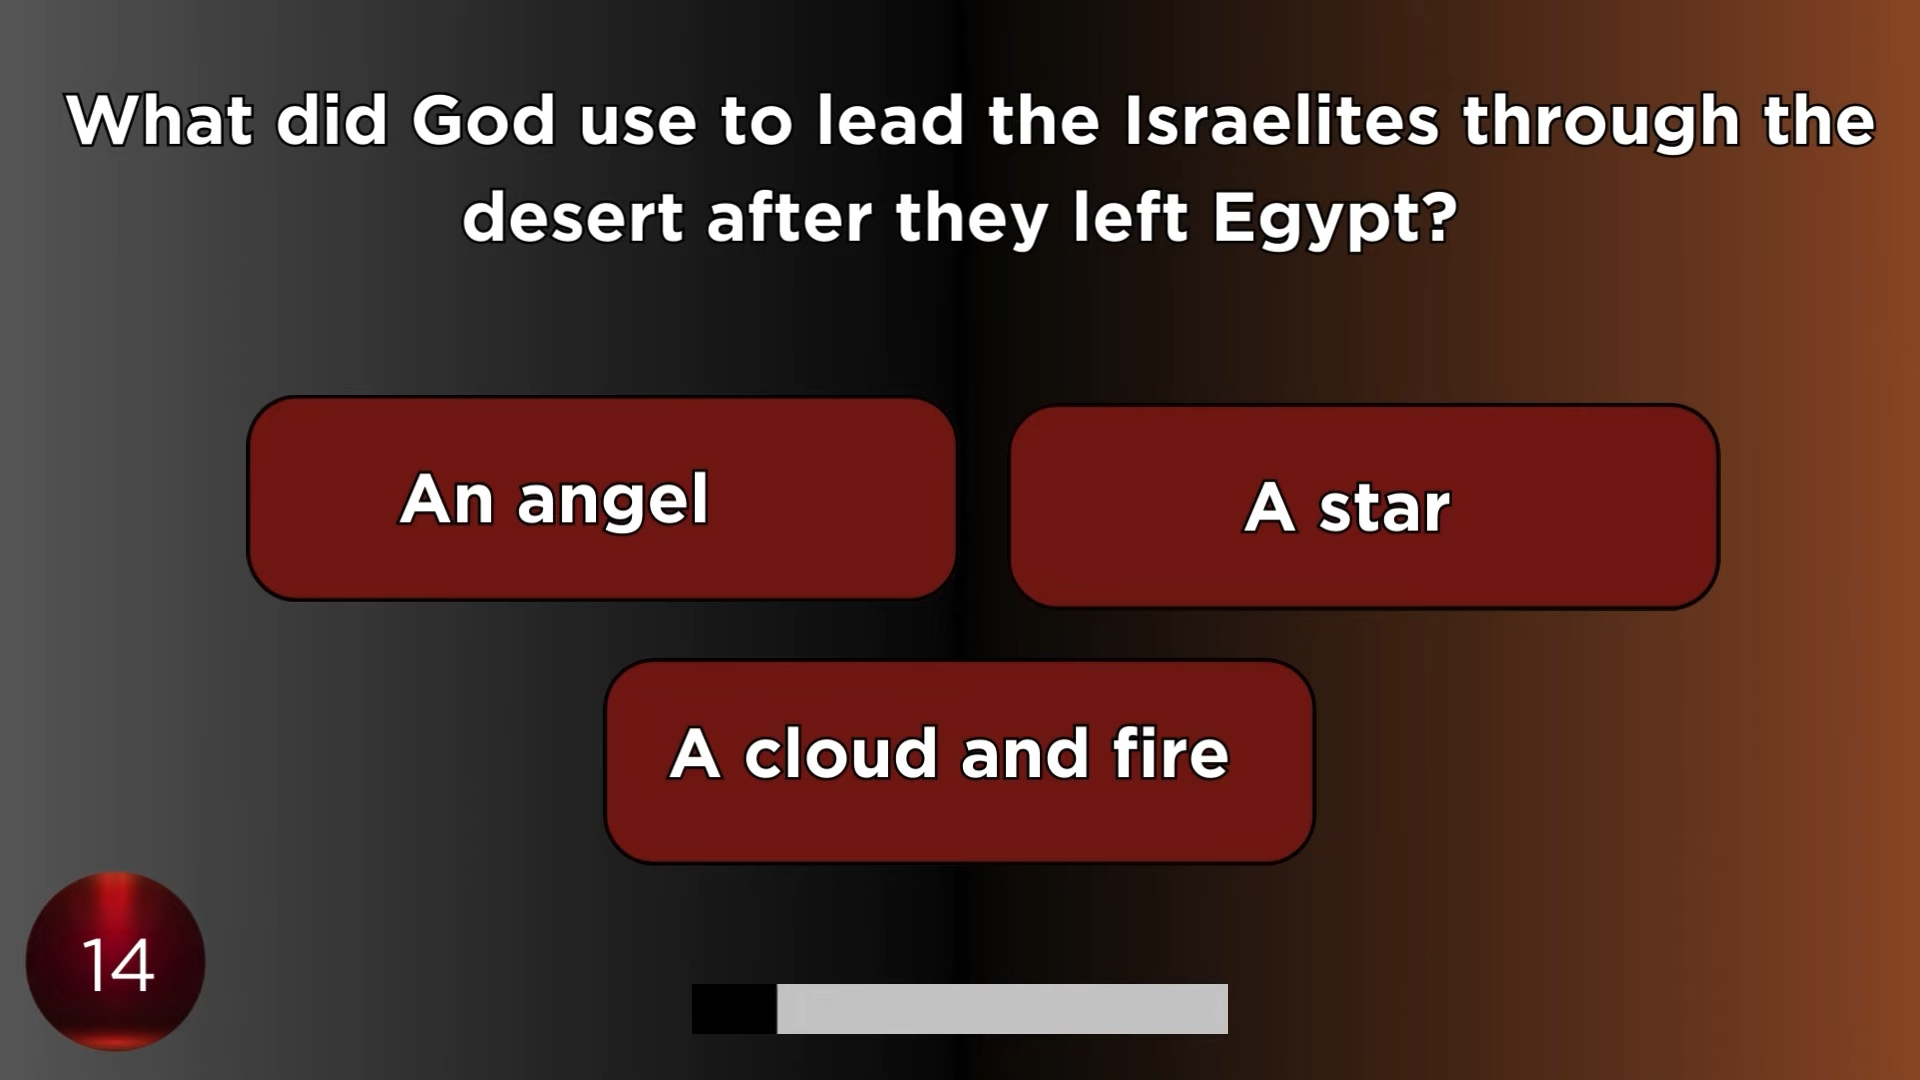 What did God use to lead the Israelites through the
desert after they left Egypt?
An angel
A star
A cloud and fire
14